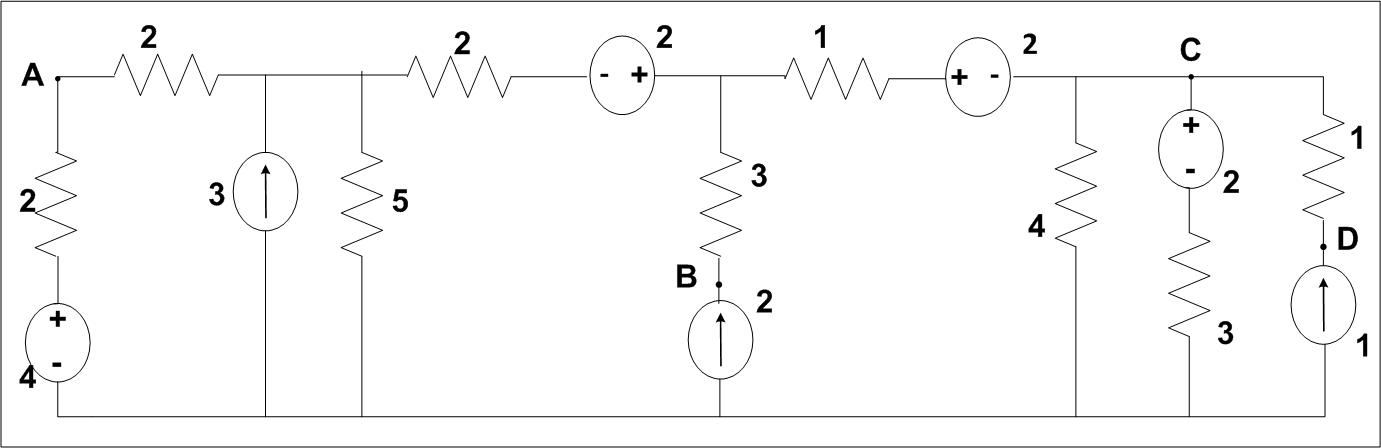 2 2 2 1 2 C
A - + + -
+ 1
2 3 5 3 - 2
4 D
B 2
+ 3 1
4 -